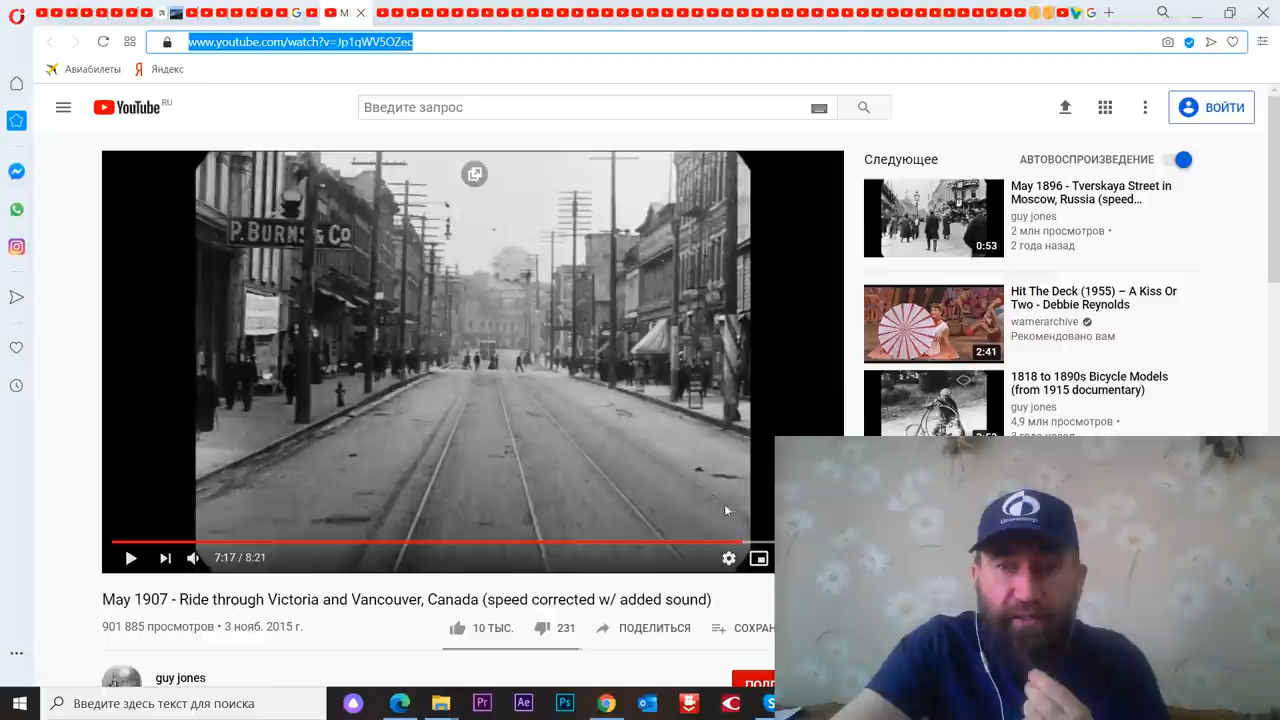 www.youtube.com/watch?v=Jp1qWV5OZec
Авиабилеты
Яндекс
YouTube RU
Введите запрос
ВОЙТИ
P. BURNS & Co
7:17 / 8:21
May 1907 - Ride through Victoria and Vancouver, Canada (speed corrected w/ added sound)
901 885 просмотров • 3 нояб. 2015 г.
10 ТЫС.
231
ПОДЕЛИТЬСЯ
СОХРАН
guy jones
Следующее
АВТОВОСПРОИЗВЕДЕНИЕ
0:53
May 1896 - Tverskaya Street in
Moscow, Russia (speed...
guy jones
2 млн просмотров •
2 года назад
2:41
Hit The Deck (1955) – A Kiss Or
Two - Debbie Reynolds
warnerarchive
Рекомендовано вам
1818 to 1890s Bicycle Models
(from 1915 documentary)
guy jones
4,9 млн просмотров •
Введите здесь текст для поиска
Pr
Ae
Ps